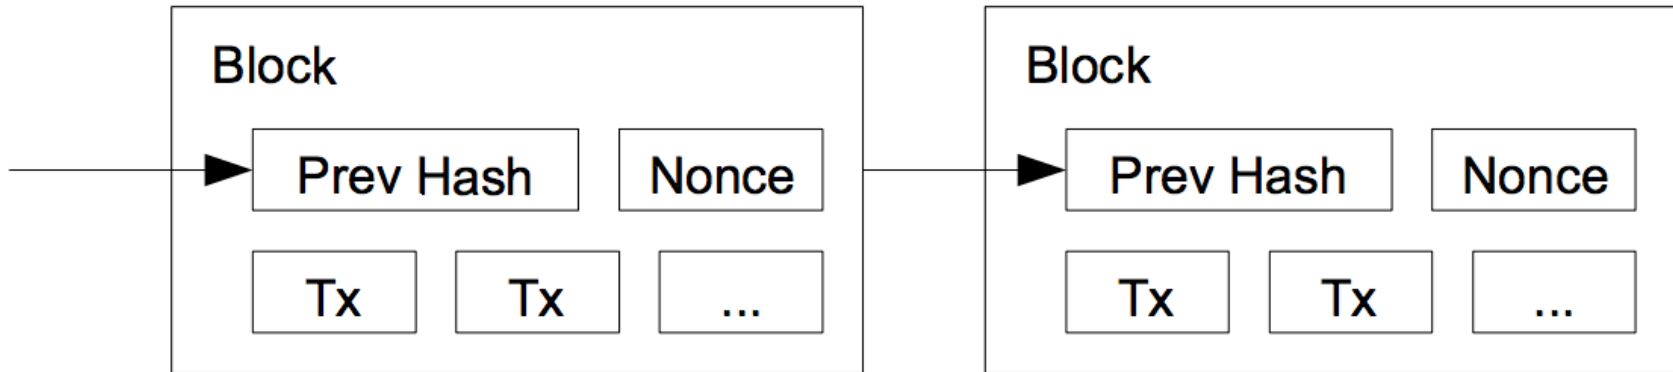 Block Block
Prev Hash Nonce Prev Hash Nonce
Tx Tx ... Tx Tx ...